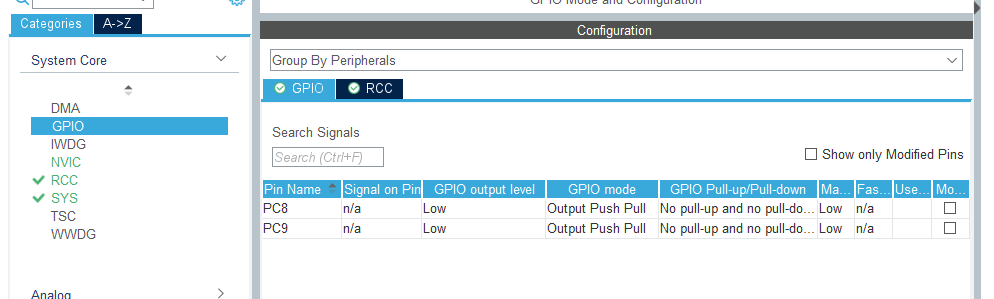 GPIO Mode and Configuration
Categories A->Z
Configuration
System Core
Group By Peripherals
GPIO RCC
DMA
GPIO
IWDG
NVIC
RCC
SYS
TSC
WWDG
Analog
Search Signals
Search (Ctrl+F)
Show only Modified Pins
Pin Name Signal on Pin GPIO output level GPIO mode GPIO Pull-up/Pull-down Ma... Fas... Use... Mo...
PC8 n/a Low Output Push Pull No pull-up and no pull-do... Low n/a
PC9 n/a Low Output Push Pull No pull-up and no pull-do... Low n/a